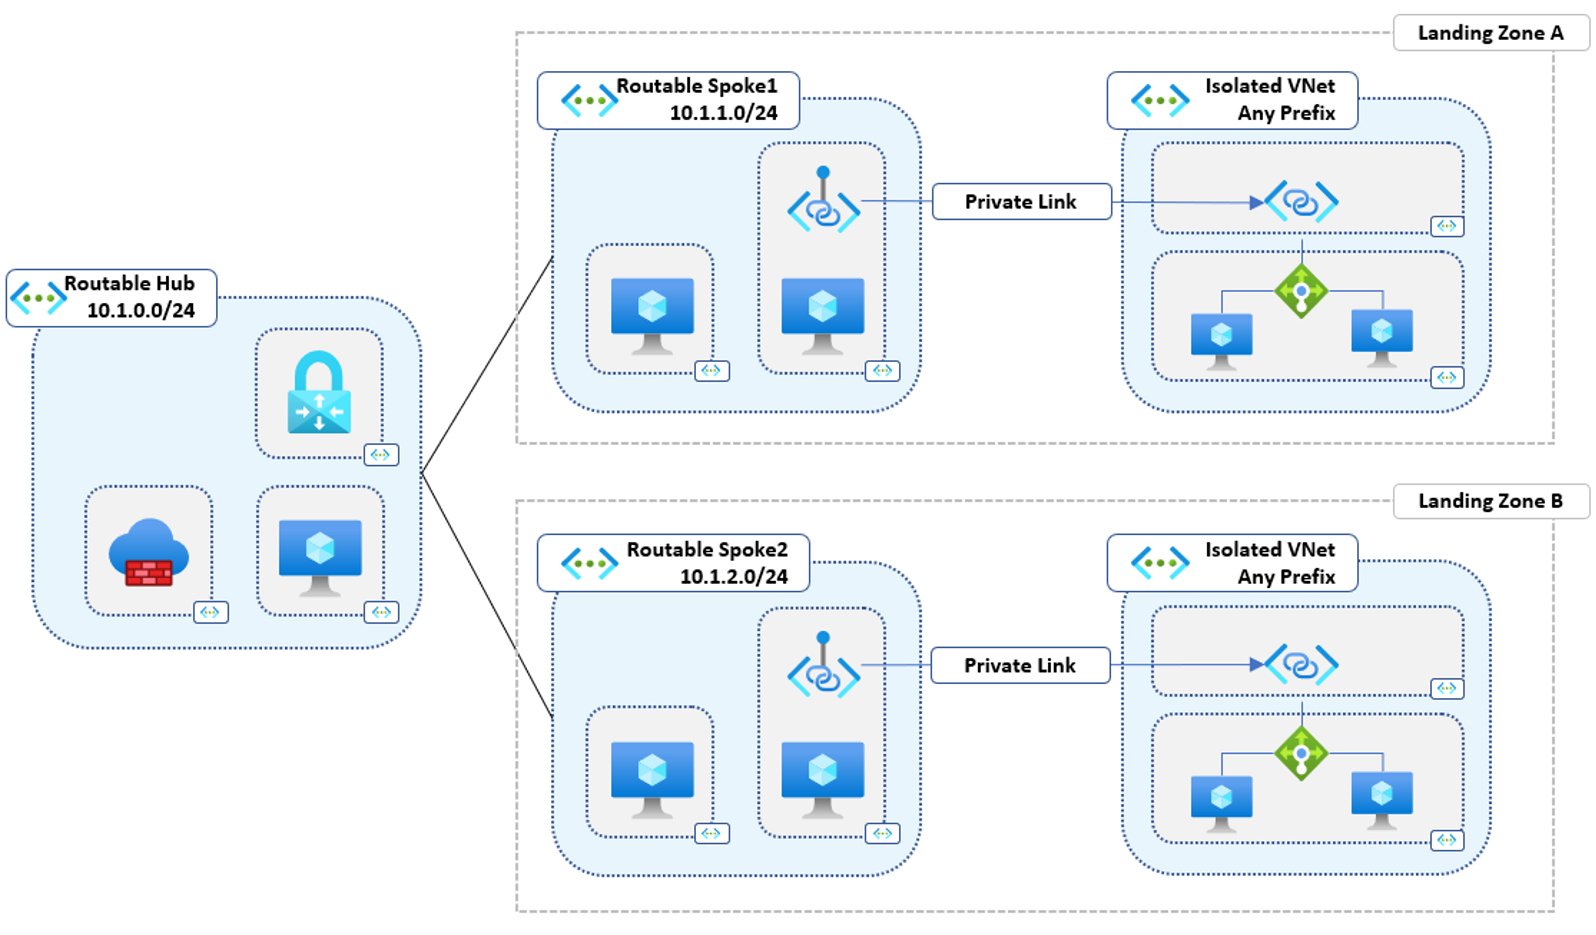 Landing Zone A
Routable Spoke1
10.1.1.0/24
Isolated VNet
Any Prefix
Private Link
Routable Hub
10.1.0.0/24
Landing Zone B
Routable Spoke2
10.1.2.0/24
Isolated VNet
Any Prefix
Private Link